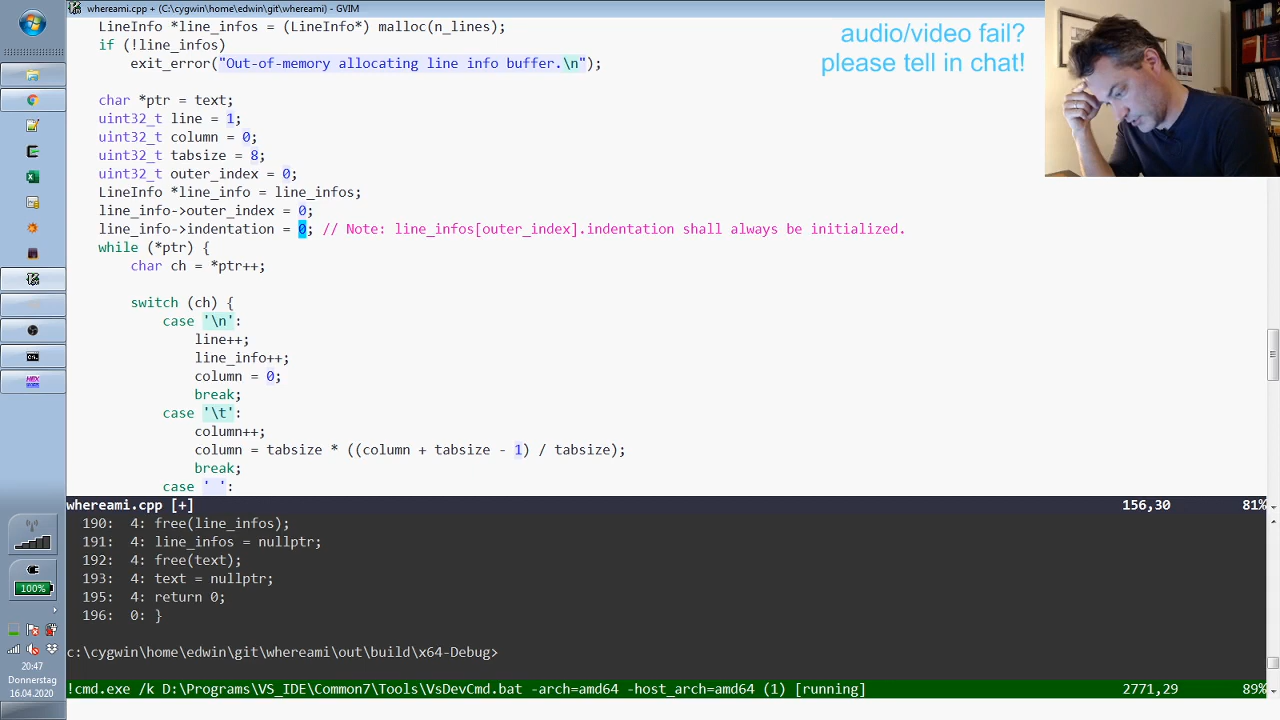 whereami.cpp + (C:\cygwin\home\edwin\git\whereami) - GVIM
LineInfo *line_infos = (LineInfo*) malloc(n_lines);
if (!line_infos)
exit_error("Out-of-memory allocating line info buffer.\n");
audio/video fail?
please tell in chat!
char *ptr = text;
uint32_t line = 1;
uint32_t column = 0;
uint32_t tabsize = 8;
uint32_t outer_index = 0;
LineInfo *line_info = line_infos;
line_info->outer_index = 0;
line_info->indentation = 0; // Note: line_infos[outer_index].indentation shall always be initialized.
while (*ptr) {
char ch = *ptr++;
switch (ch) {
case '\n':
line++;
line_info++;
column = 0;
break;
case '\t':
column++;
column = tabsize * ((column + tabsize - 1) / tabsize);
break;
case ' ':
whereami.cpp [+] 156,30 81%
190: 4: free(line_infos);
191: 4: line_infos = nullptr;
192: 4: free(text);
193: 4: text = nullptr;
195: 4: return 0;
196: 0: }
c:\cygwin\home\edwin\git\whereami\out\build\x64-Debug>
!cmd.exe /k D:\Programs\VS_IDE\Common7\Tools\VsDevCmd.bat -arch=amd64 -host_arch=amd64 (1) [running] 2771,29 89%
HEX
100%
20:47
Donnerstag
16.04.2020